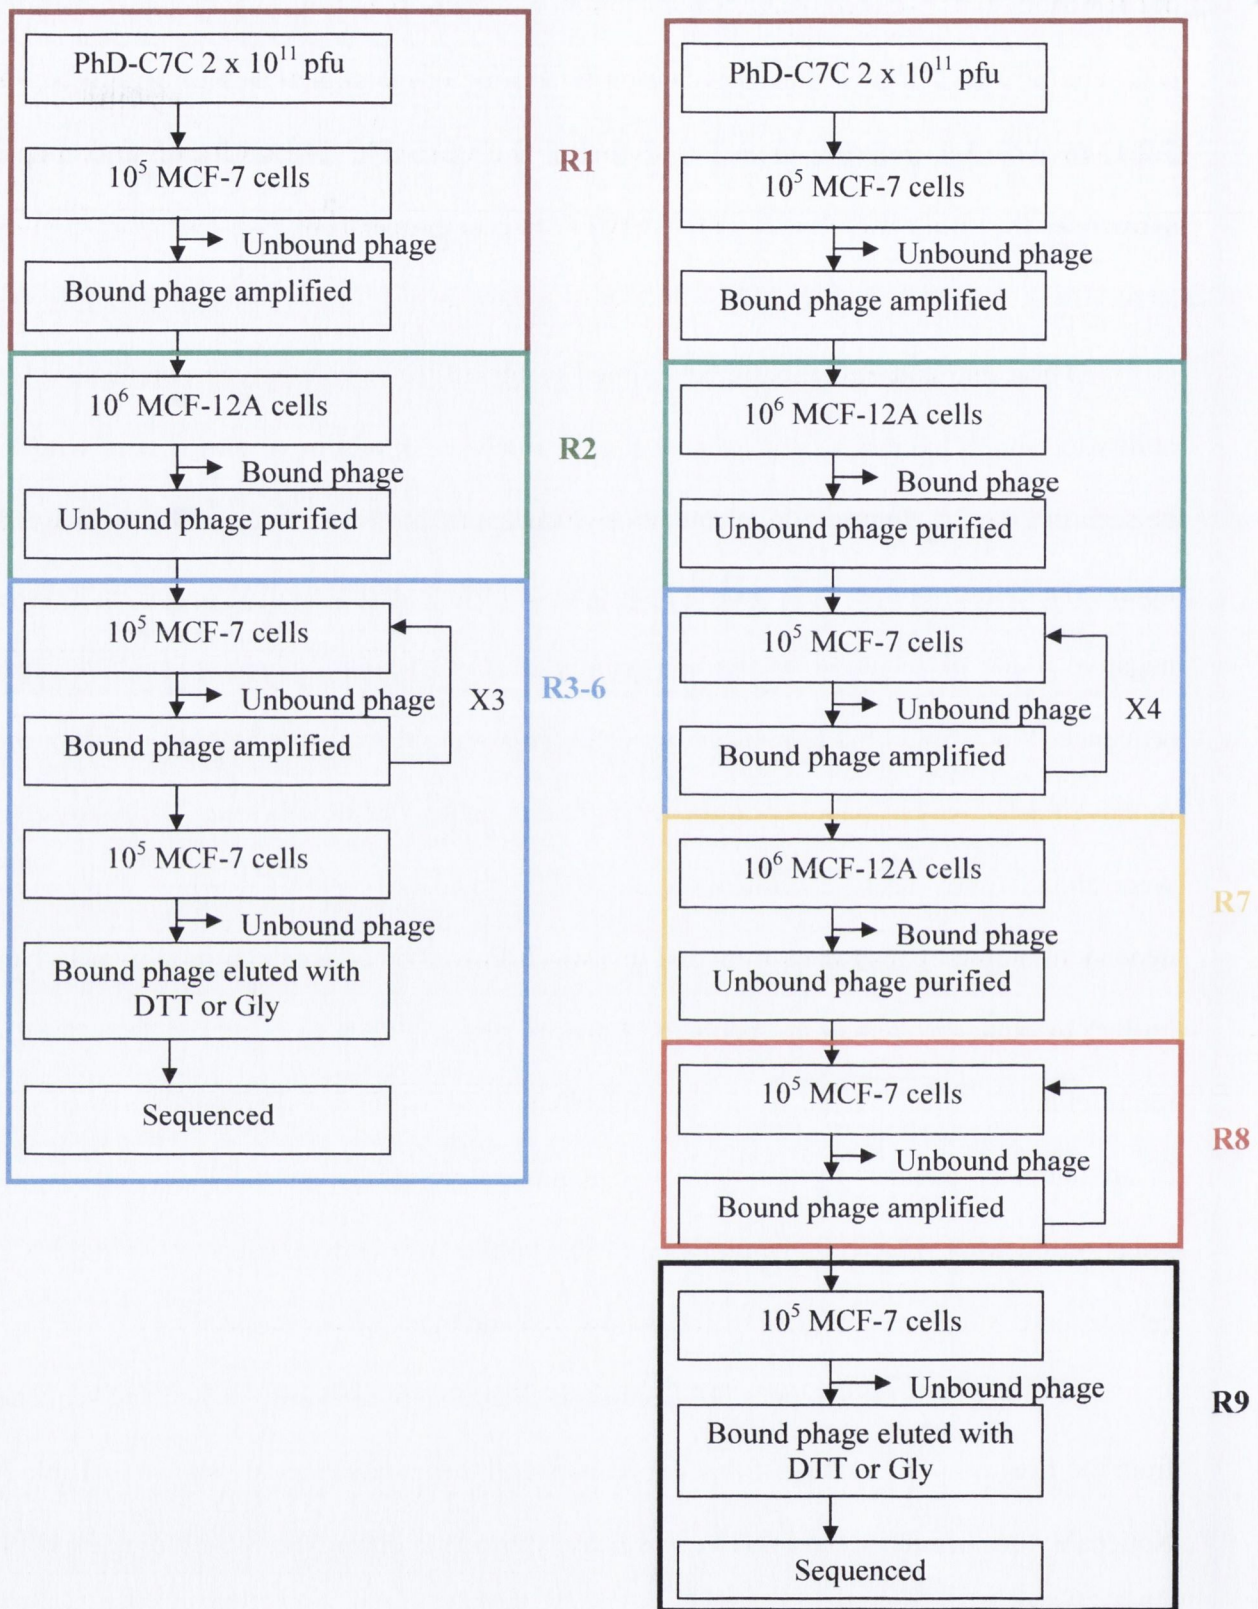 PhD-C7C 2 x 10¹¹ pfu
10⁵ MCF-7 cells
Unbound phage
Bound phage amplified
10⁶ MCF-12A cells
Bound phage
Unbound phage purified
10⁵ MCF-7 cells
Unbound phage
X3
Bound phage amplified
10⁵ MCF-7 cells
Unbound phage
Bound phage eluted with
DTT or Gly
Sequenced
R1
R2
R3-6
PhD-C7C 2 x 10¹¹ pfu
10⁵ MCF-7 cells
Unbound phage
Bound phage amplified
10⁶ MCF-12A cells
Bound phage
Unbound phage purified
10⁵ MCF-7 cells
Unbound phage
X4
Bound phage amplified
10⁶ MCF-12A cells
Bound phage
Unbound phage purified
R7
10⁵ MCF-7 cells
Unbound phage
R8
Bound phage amplified
10⁵ MCF-7 cells
Unbound phage
R9
Bound phage eluted with
DTT or Gly
Sequenced